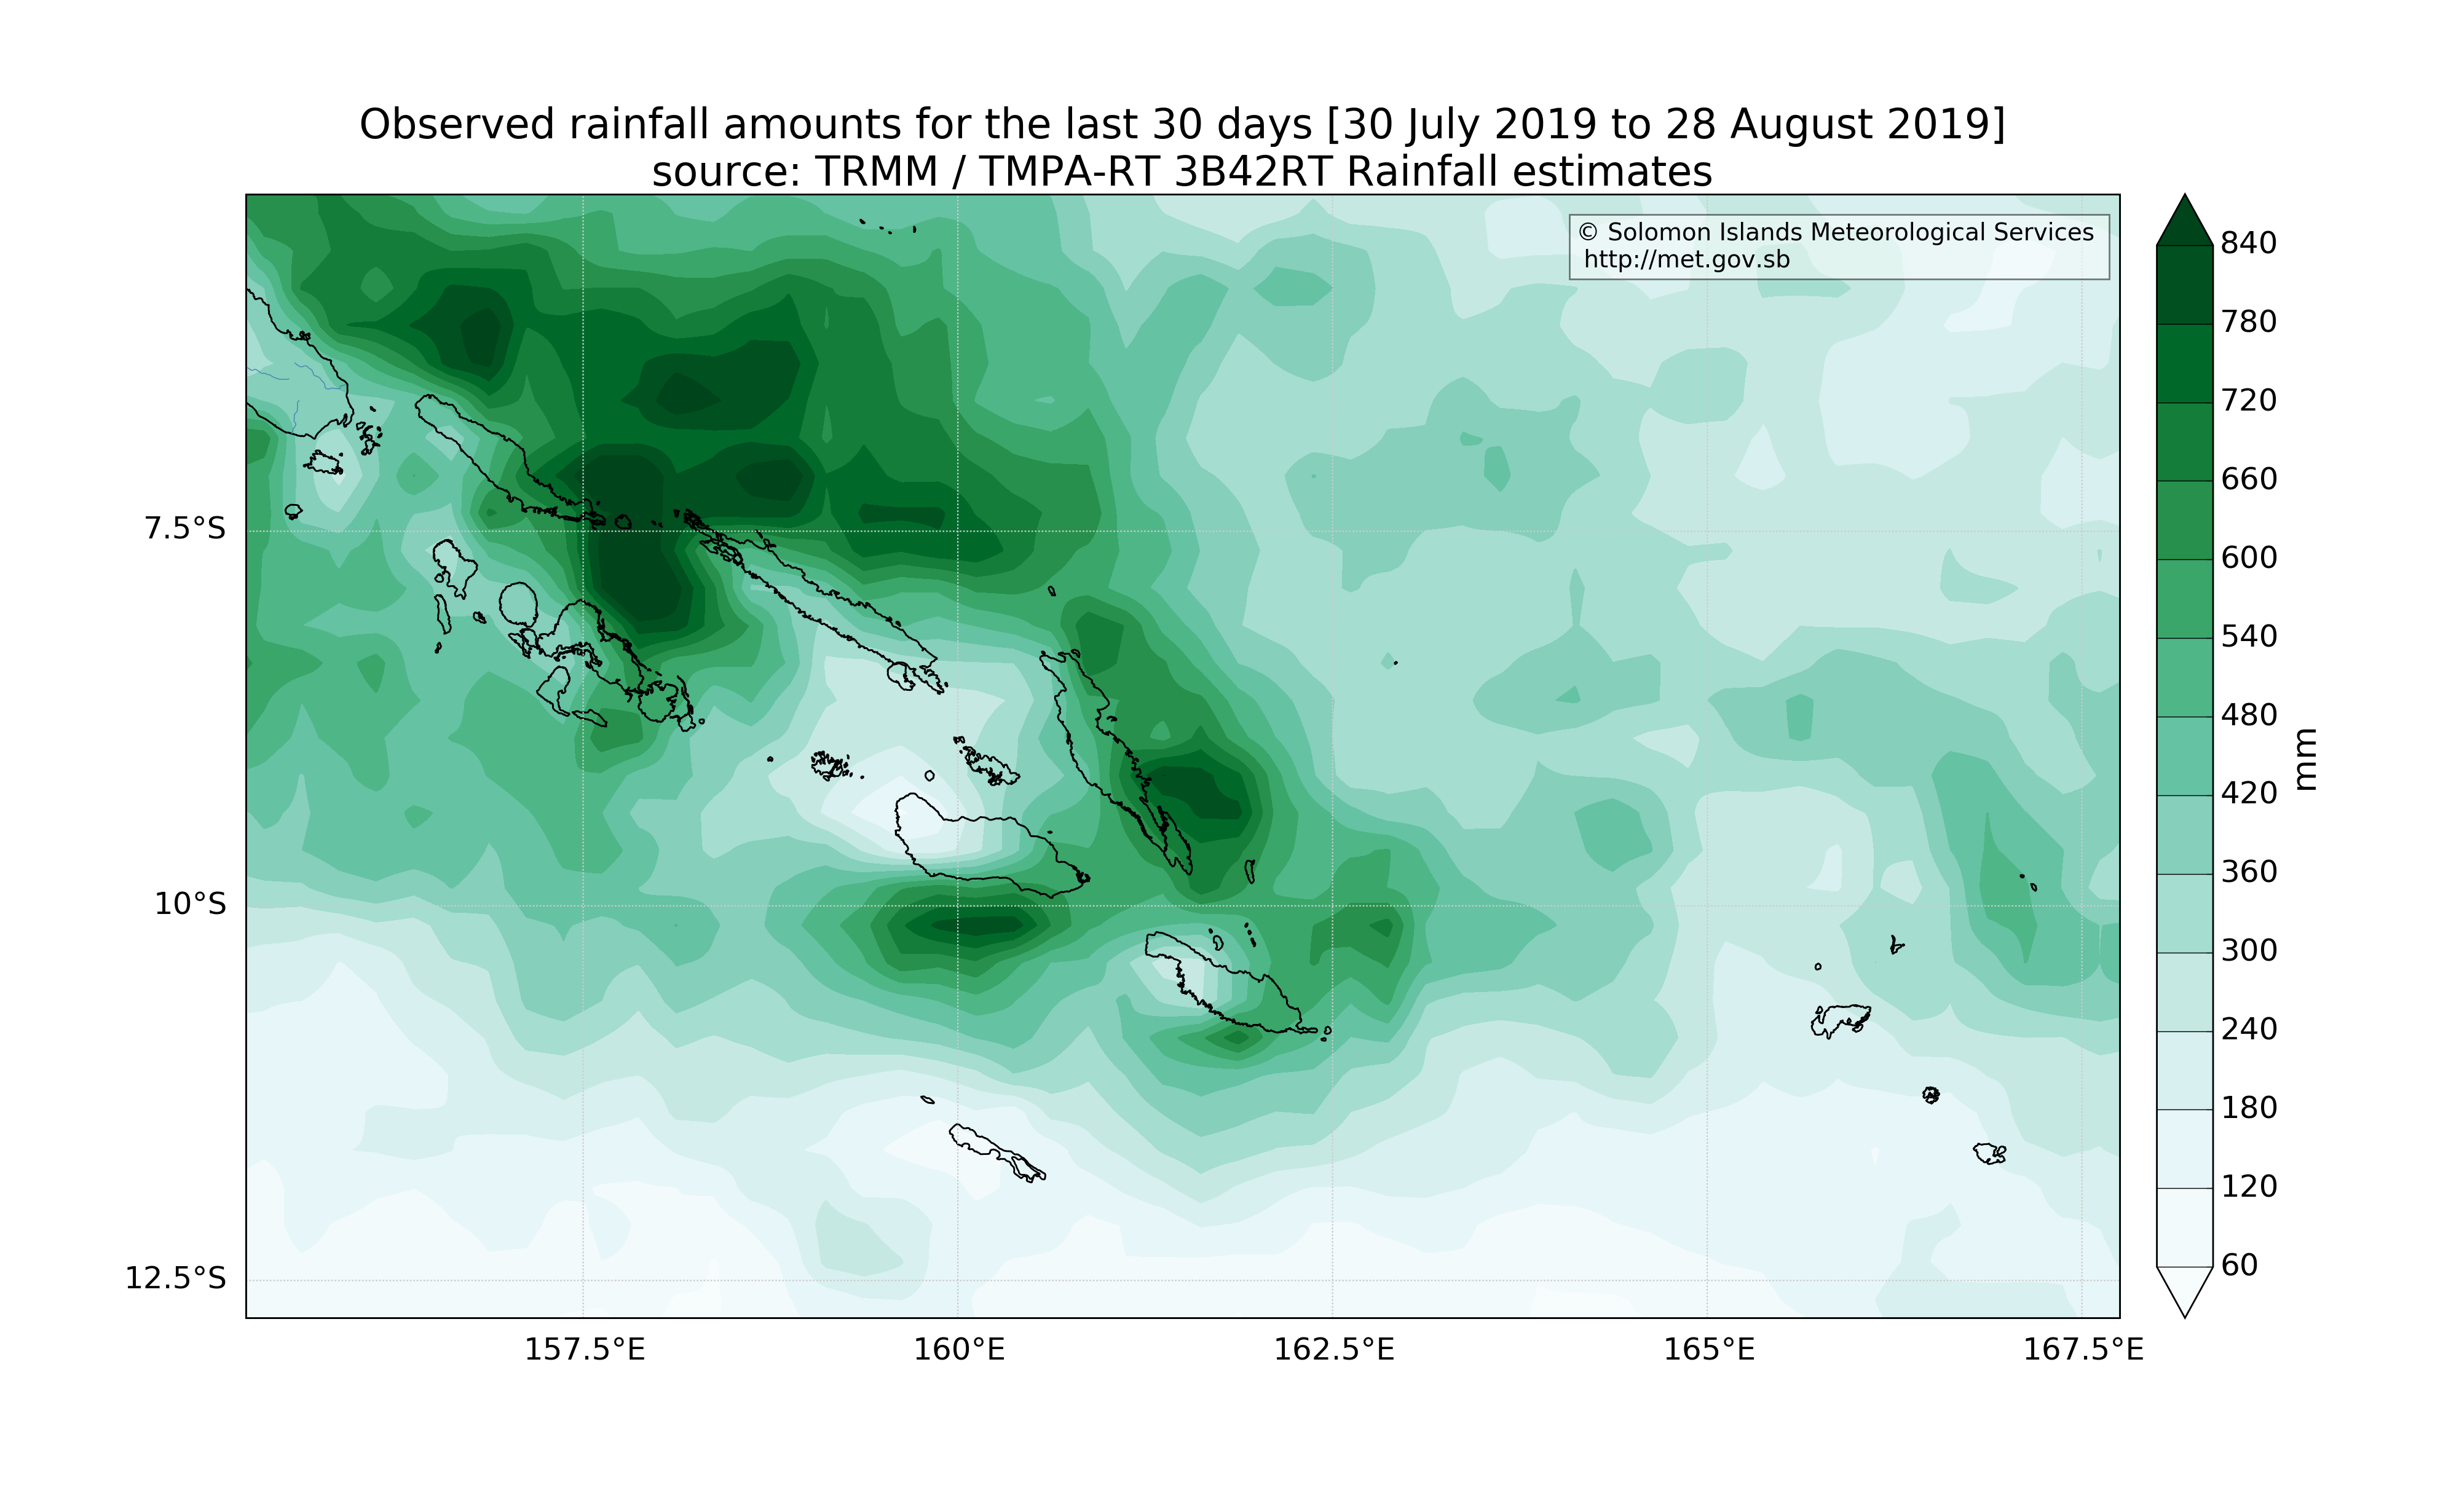 Observed rainfall amounts for the last 30 days [30 July 2019 to 28 August 2019]
source: TRMM / TMPA-RT 3B42RT Rainfall estimates
© Solomon Islands Meteorological Services
http://met.gov.sb
7.5°S
10°S
12.5°S
157.5°E
160°E
162.5°E
165°E
167.5°E
840
780
720
660
600
540
480
420
360
300
240
180
120
60
mm